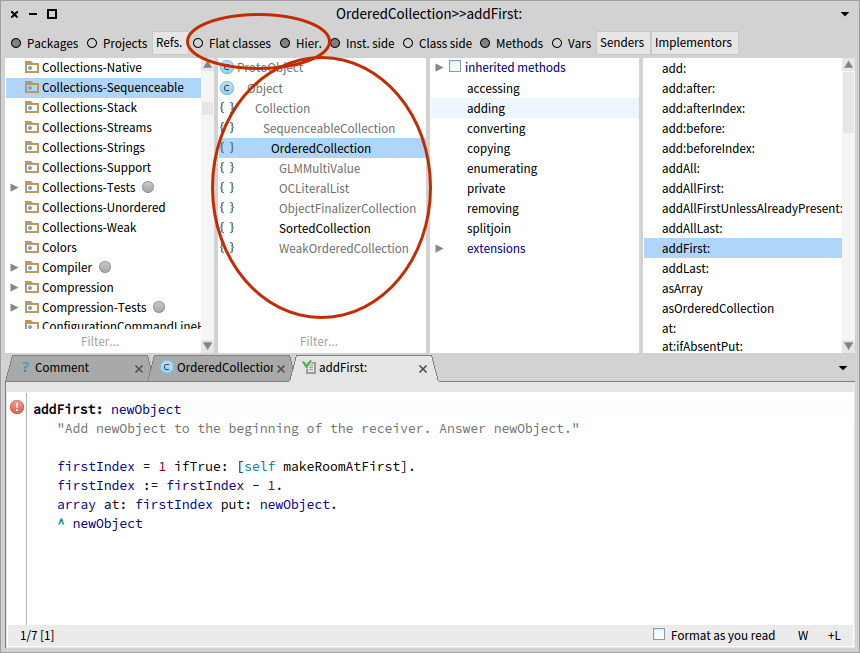 OrderedCollection>>addFirst:
Packages Projects Refs. Flat classes Hier. Inst. side Class side Methods Vars Senders Implementors
Collections-Native
Collections-Sequenceable
Collections-Stack
Collections-Streams
Collections-Strings
Collections-Support
Collections-Tests
Collections-Unordered
Collections-Weak
Colors
Compiler
Compression
Compression-Tests
ConfigurationCommandLineH
Filter...
ProtoObject
Object
Collection
SequenceableCollection
OrderedCollection
GLMMultiValue
OCLiteralList
ObjectFinalizerCollection
SortedCollection
WeakOrderedCollection
Filter...
inherited methods
accessing
adding
converting
copying
enumerating
private
removing
splitjoin
extensions
add:
add:after:
add:afterIndex:
add:before:
add:beforeIndex:
addAll:
addAllFirst:
addAllFirstUnlessAlreadyPresent:
addAllLast:
addFirst:
addLast:
asArray
asOrderedCollection
at:
at:ifAbsentPut:
? Comment OrderedCollection addFirst:
addFirst: newObject
"Add newObject to the beginning of the receiver. Answer newObject."
firstIndex = 1 ifTrue: [self makeRoomAtFirst].
firstIndex := firstIndex - 1.
array at: firstIndex put: newObject.
^ newObject
1/7 [1] Format as you read W +L